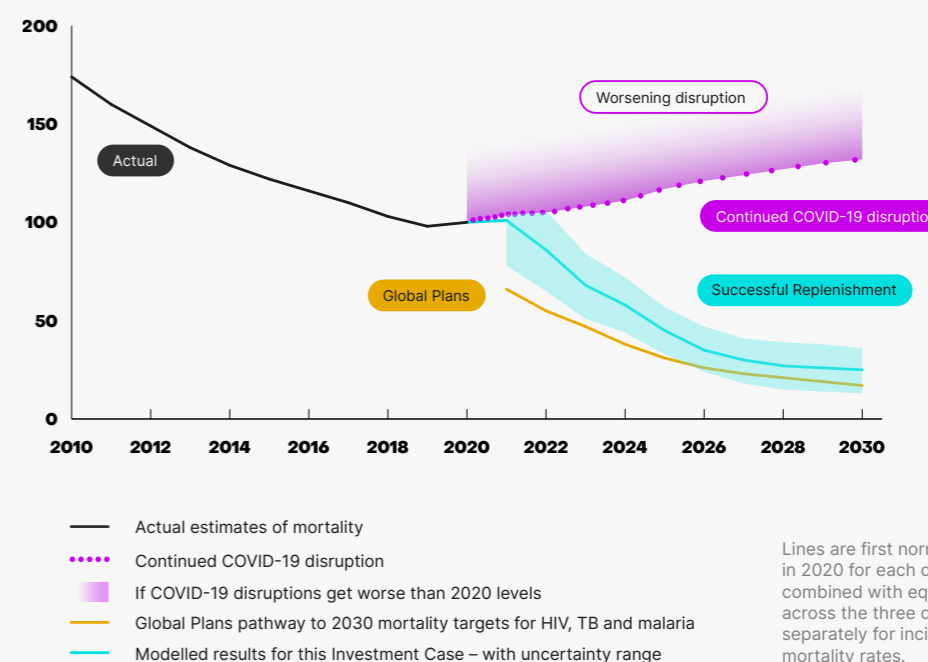 200
Worsening disruption
150
Actual
100
Continued COVID-19
Successful Replenishment
Global Plans
50
0
2010 2012 2014 2016 2018 2020 2022 2024 2026 2028 2030
Actual estimates of mortality
Continued COVID-19 disruption
If COVID-19 disruptions get worse than 2020 levels
Global Plans pathway to 2030 mortality targets for HIV, TB and malaria
Modelled results for this Investment Case – with uncertainty range
Lines are first
in 2020 for each
combined with
across the three
separately for
mortality rates.